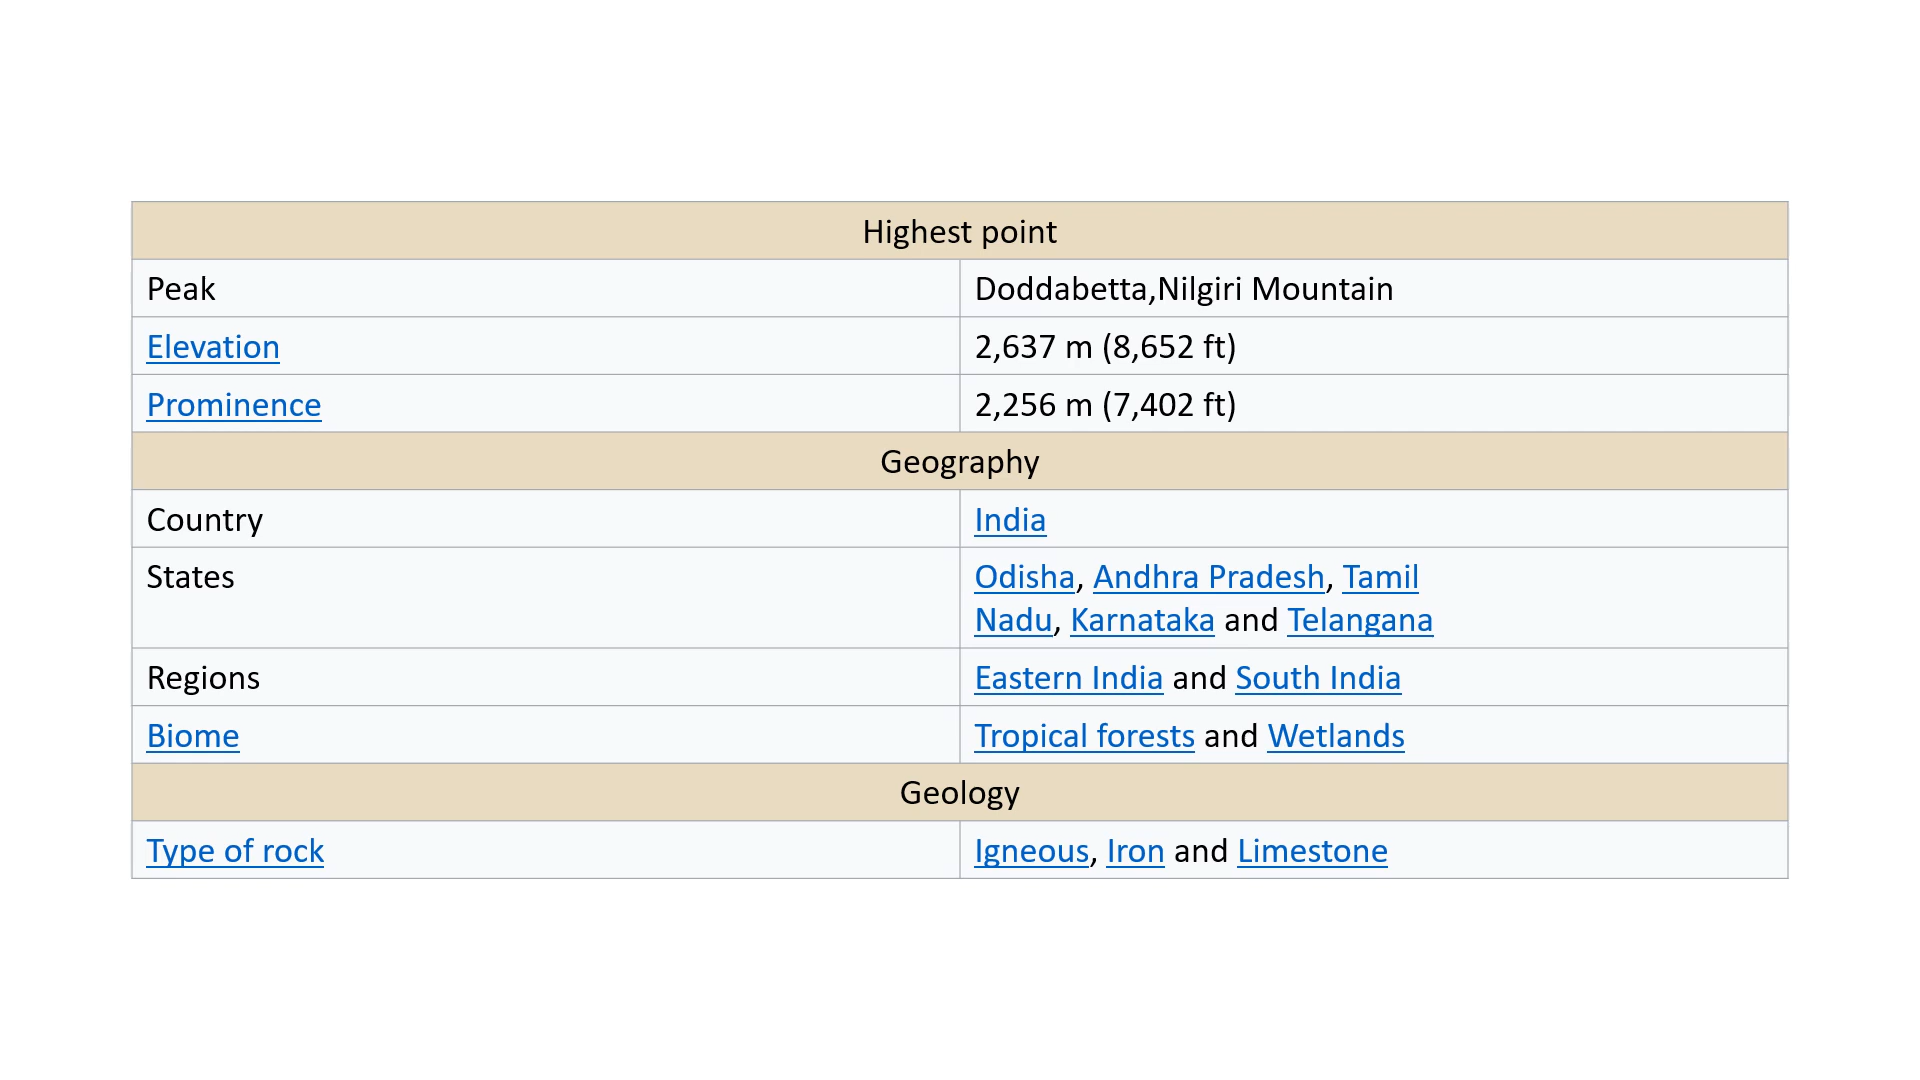 Highest point
Peak
Doddabetta,Nilgiri Mountain
Elevation
2,637 m (8,652 ft)
Prominence
2,256 m (7,402 ft)
Geography
Country
India
States
Odisha, Andhra Pradesh, Tamil
Nadu, Karnataka and Telangana
Regions
Eastern India and South India
Biome
Tropical forests and Wetlands
Geology
Type of rock
Igneous, Iron and Limestone